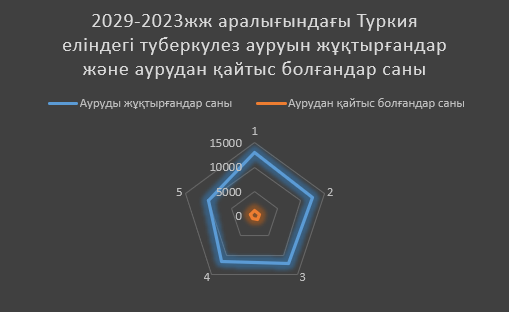 2029-2023жж аралығындағы Туркия
еліндегі туберкулез ауруын жұқтырғандар
және аурудан қайтыс болғандар саны
Ауруды жұқтырғандар саны Аурудан қайтыс болғандар саны
1
15000
10000
5 5000 2
0
4 3